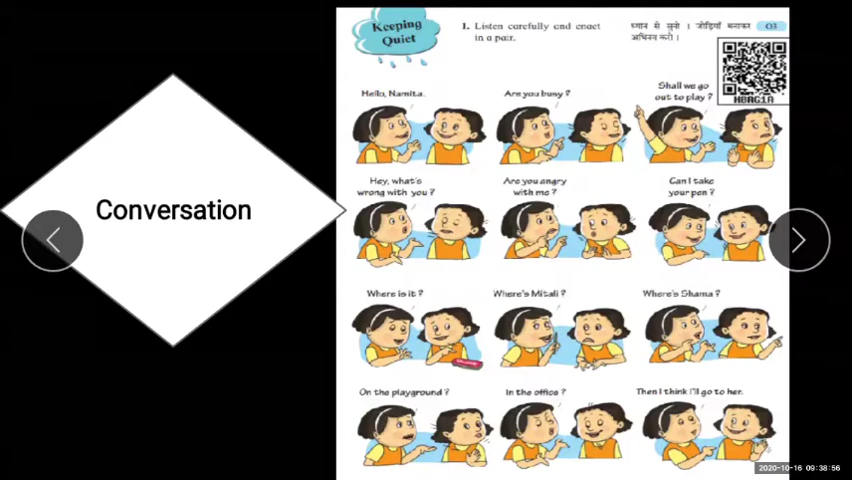 Conversation
Keeping
Quiet
1. Listen carefully and enact
in a pair.
ध्यान से सुनो । जोड़ियाँ बनाकर
अभिनय करो ।
03
HBRG1A
Hello, Namita.
Are you busy ?
Shall we go
out to play ?
Hey, what's
wrong with you ?
Are you angry
with me ?
Can I take
your pen ?
Where is it ?
Where's Mitali ?
Where's Shama ?
On the playground ?
In the office ?
Then I think I'll go to her.
2020-10-16 09:38:56